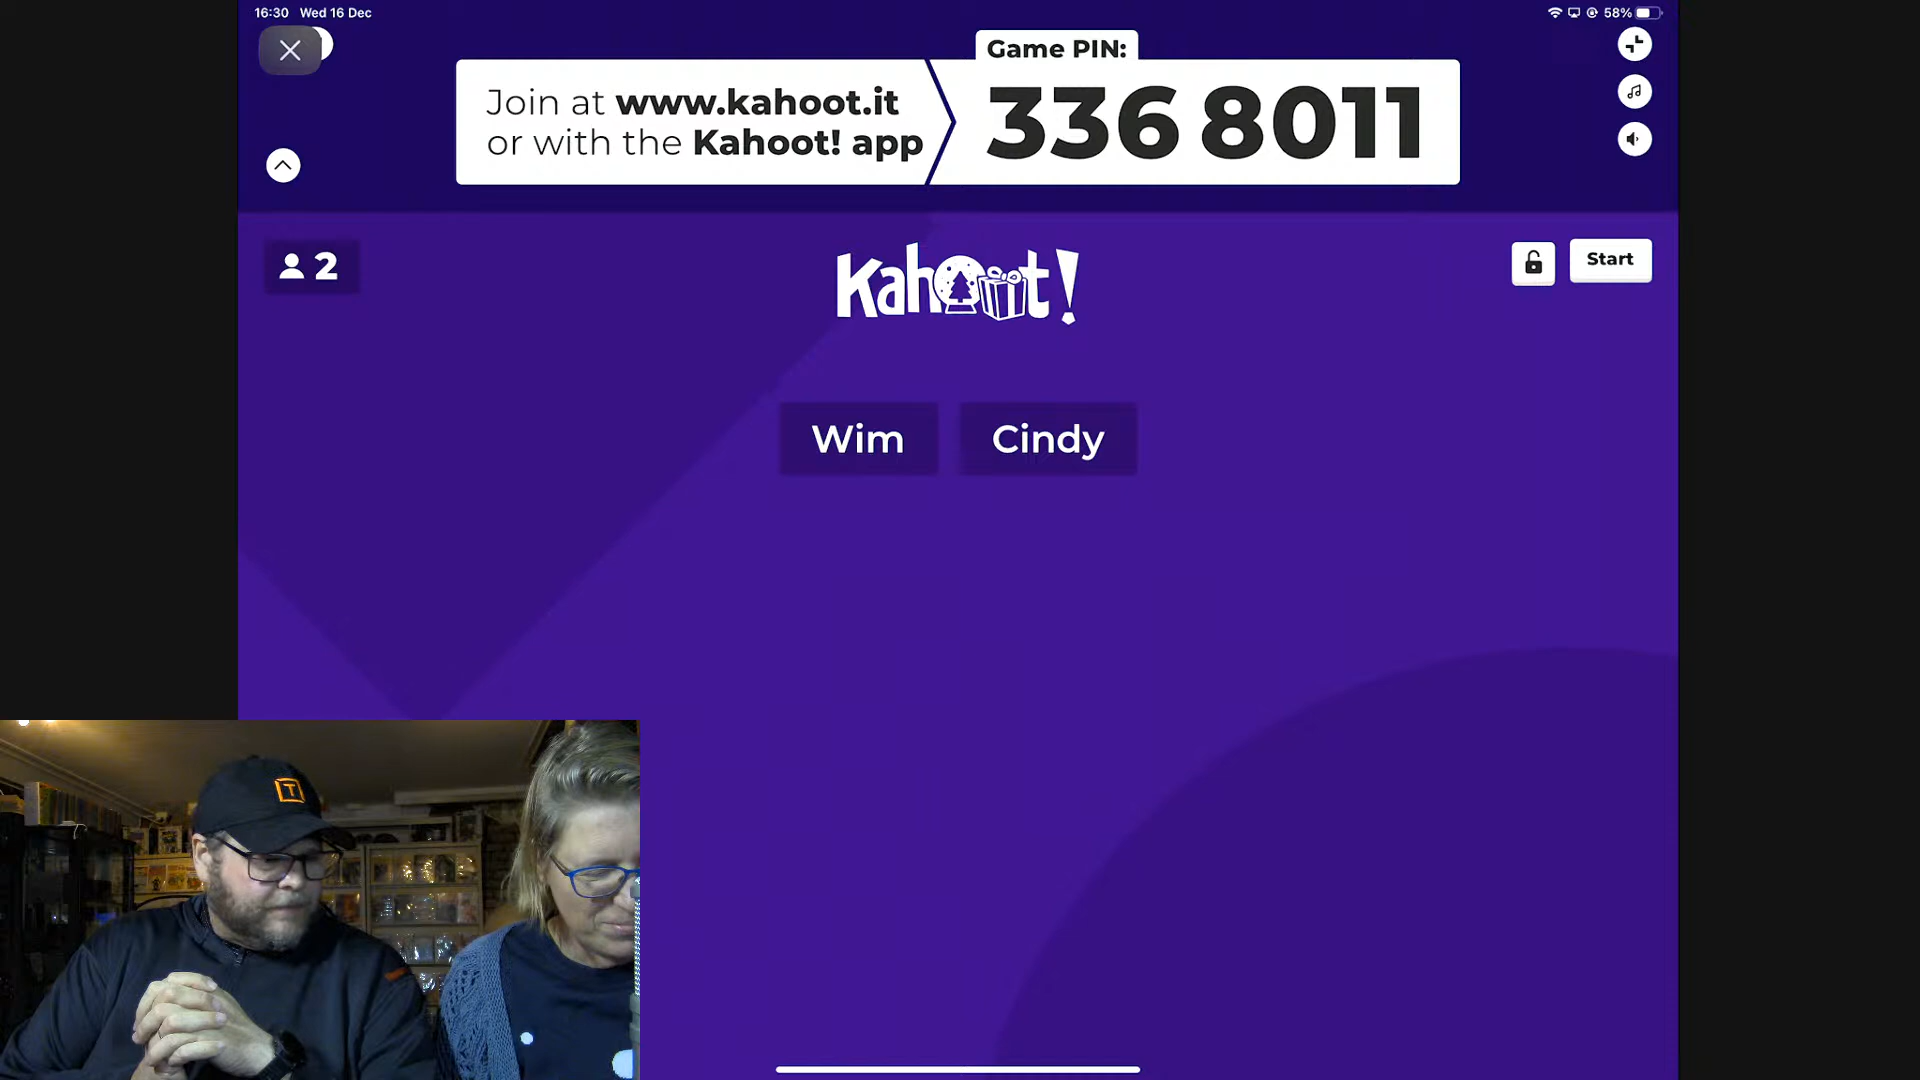 16:30 Wed 16 Dec
58%
Game PIN:
Join at www.kahoot.it
or with the Kahoot! app
336 8011
2
Kahoot!
Start
Wim
Cindy
T